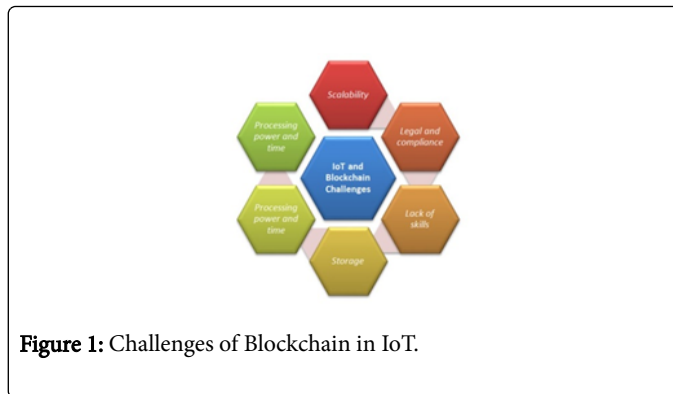 Scalability
Legal and
compliance
Lack of
skills
Storage
Processing
power and
time
Processing
power and
time
IoT and
Blockchain
Challenges
Figure 1: Challenges of Blockchain in IoT.